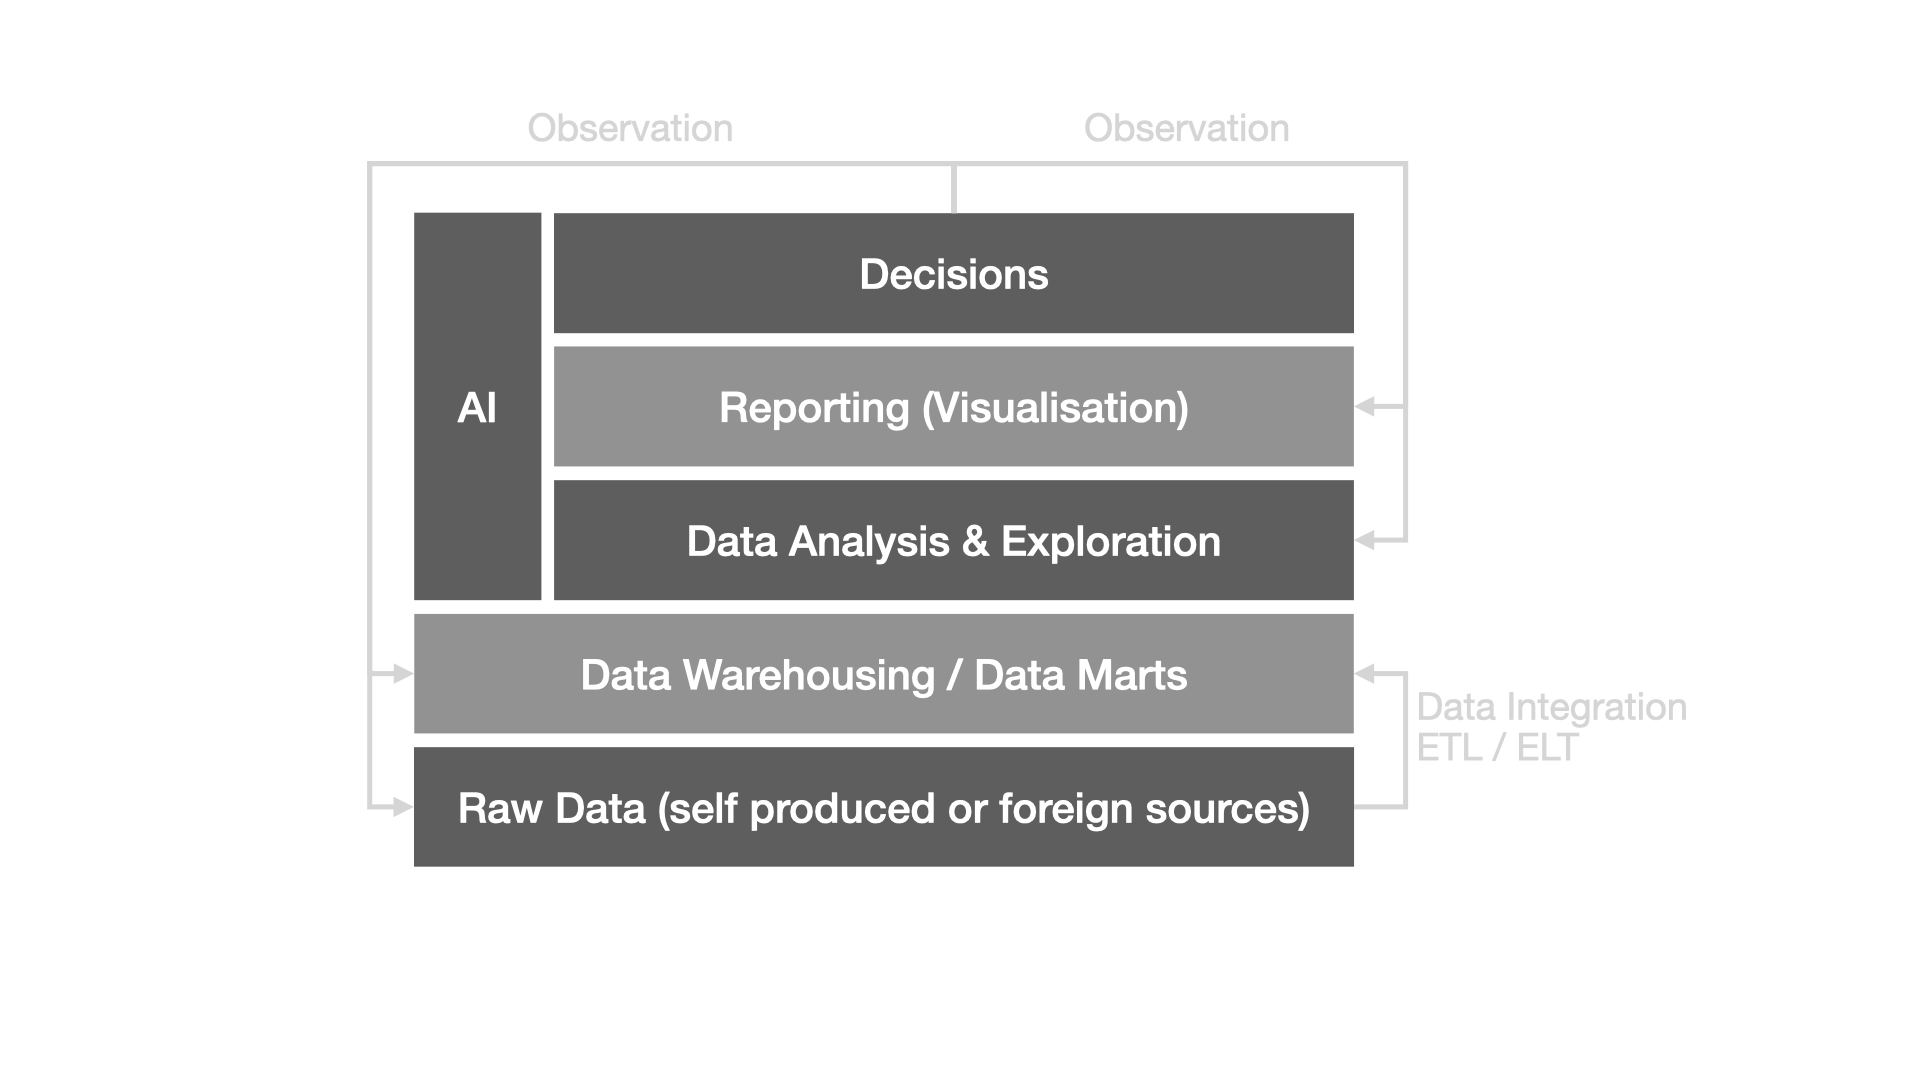 Observation
Observation
Decisions
AI
Reporting (Visualisation)
Data Analysis & Exploration
Data Warehousing / Data Marts
Data Integration
ETL / ELT
Raw Data (self produced or foreign sources)